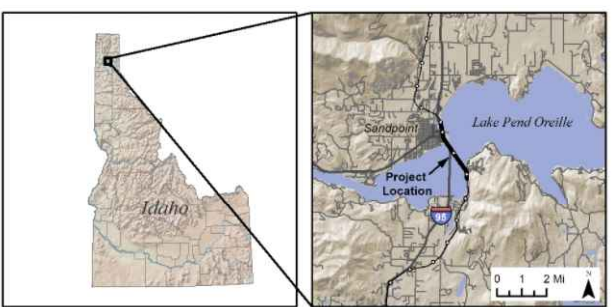 Idaho
Sandpoint
Lake Pend Oreille
Project
Location
95
0 1 2 Mi
N